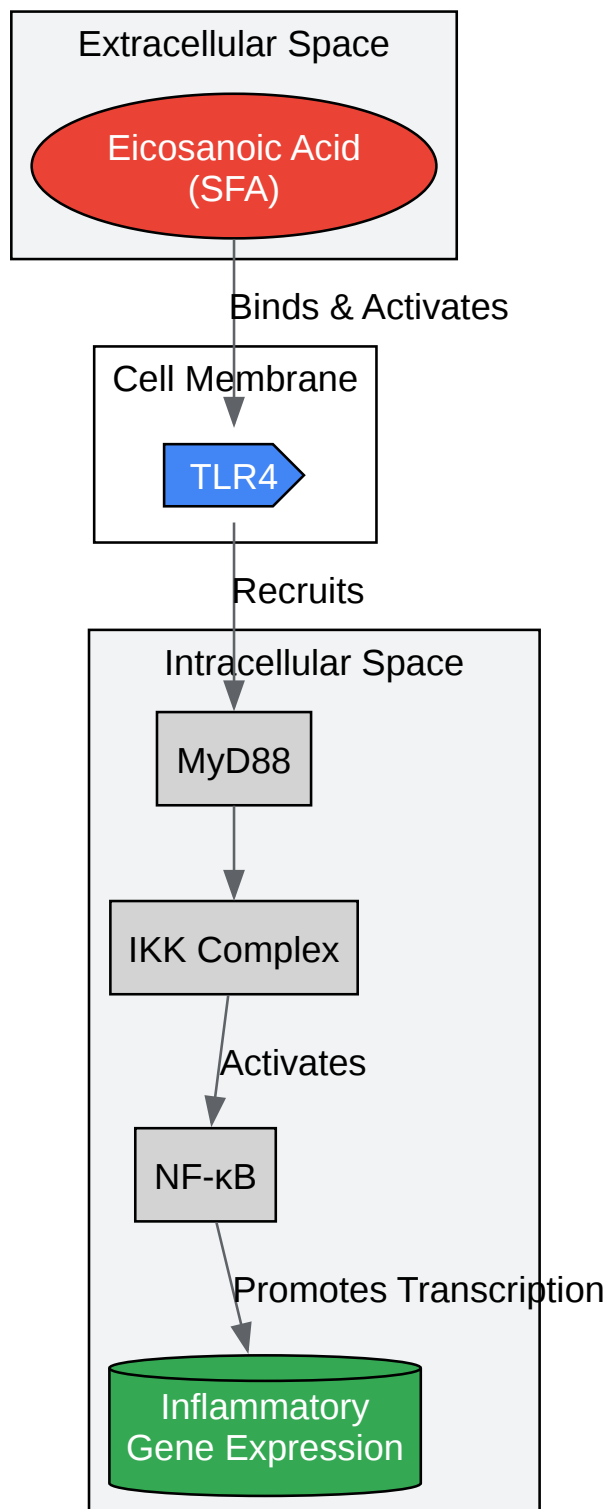 Extracellular Space
Eicosanoic Acid
(SFA)
Binds & Activates
Cell Membrane
TLR4
Recruits
Intracellular Space
MyD88
IKK Complex
Activates
NF-κB
Promotes Transcription
Inflammatory
Gene Expression